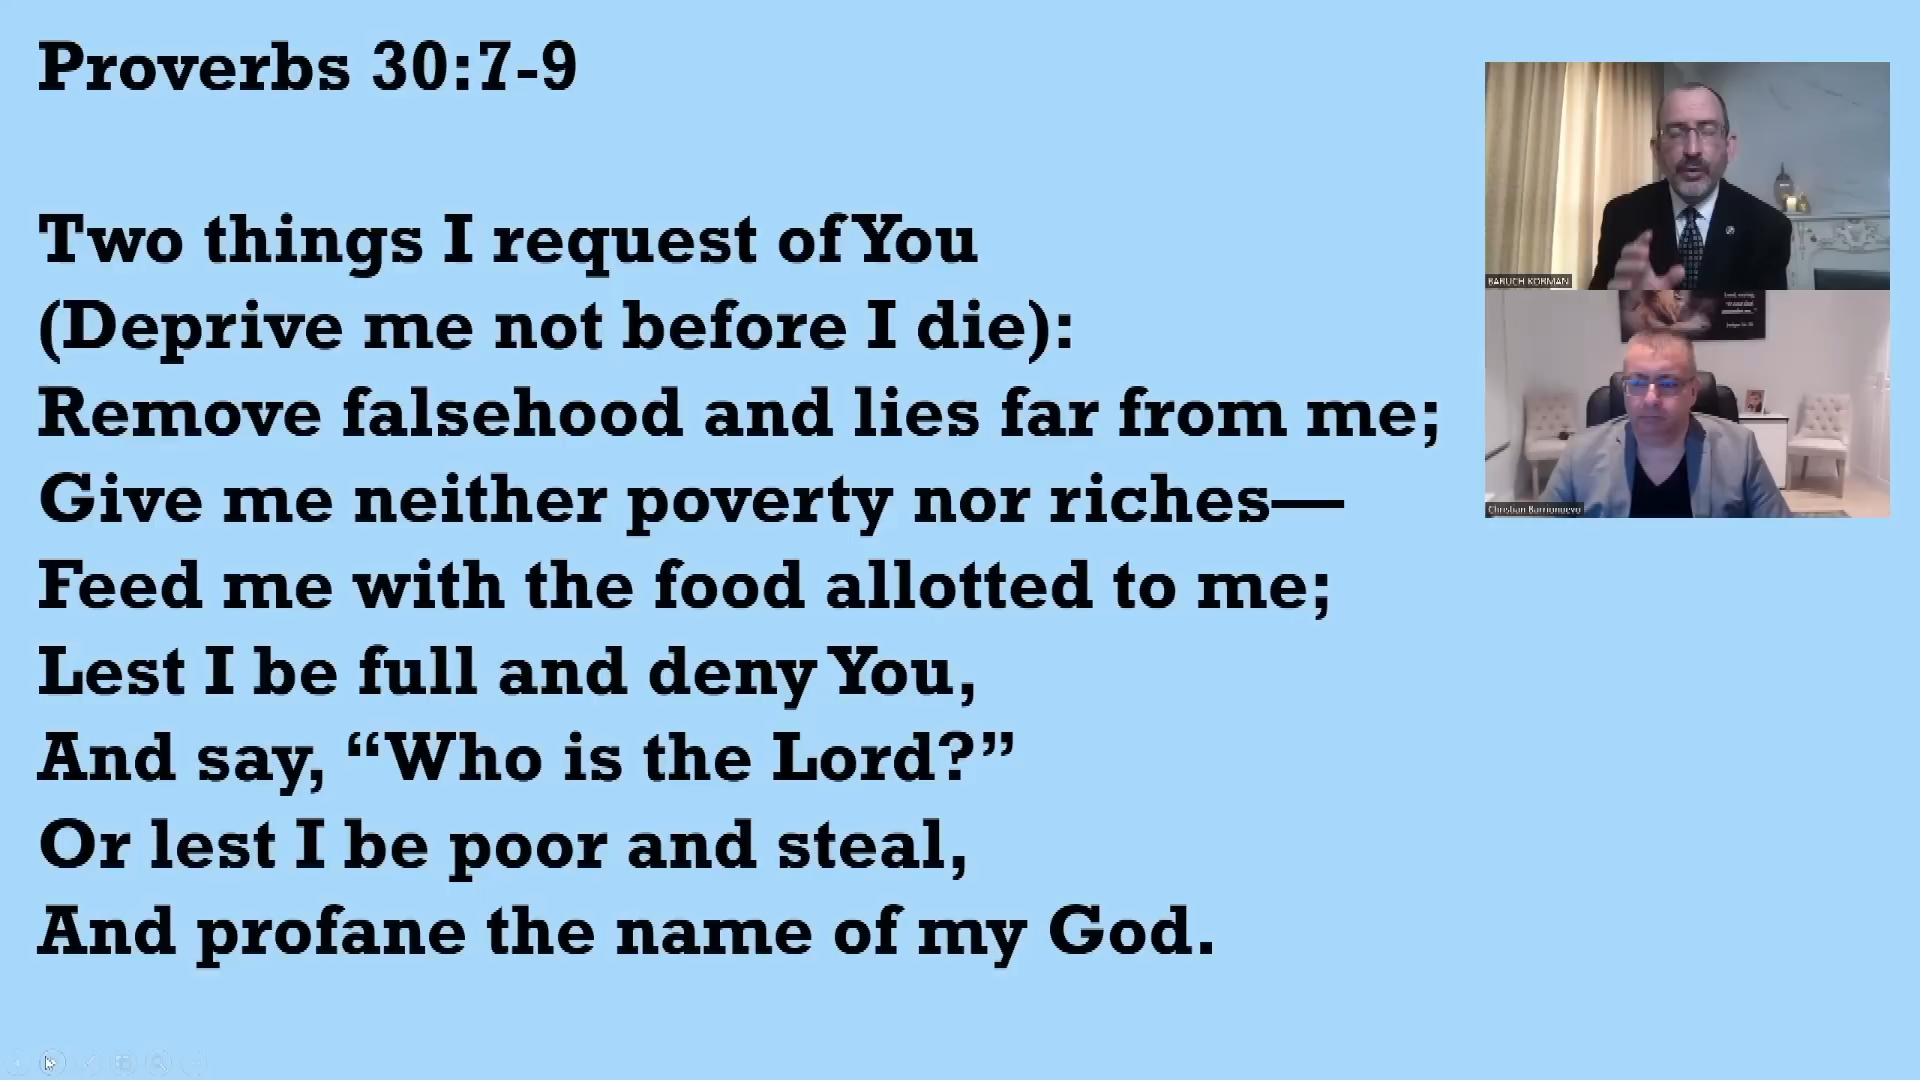 Proverbs 30:7-9
Two things I request of You
(Deprive me not before I die):
Remove falsehood and lies far from me;
Give me neither poverty nor riches—
Feed me with the food allotted to me;
Lest I be full and deny You,
And say, “Who is the Lord?”
Or lest I be poor and steal,
And profane the name of my God.
BARUCH KORMAN
Christian Barrionuevo